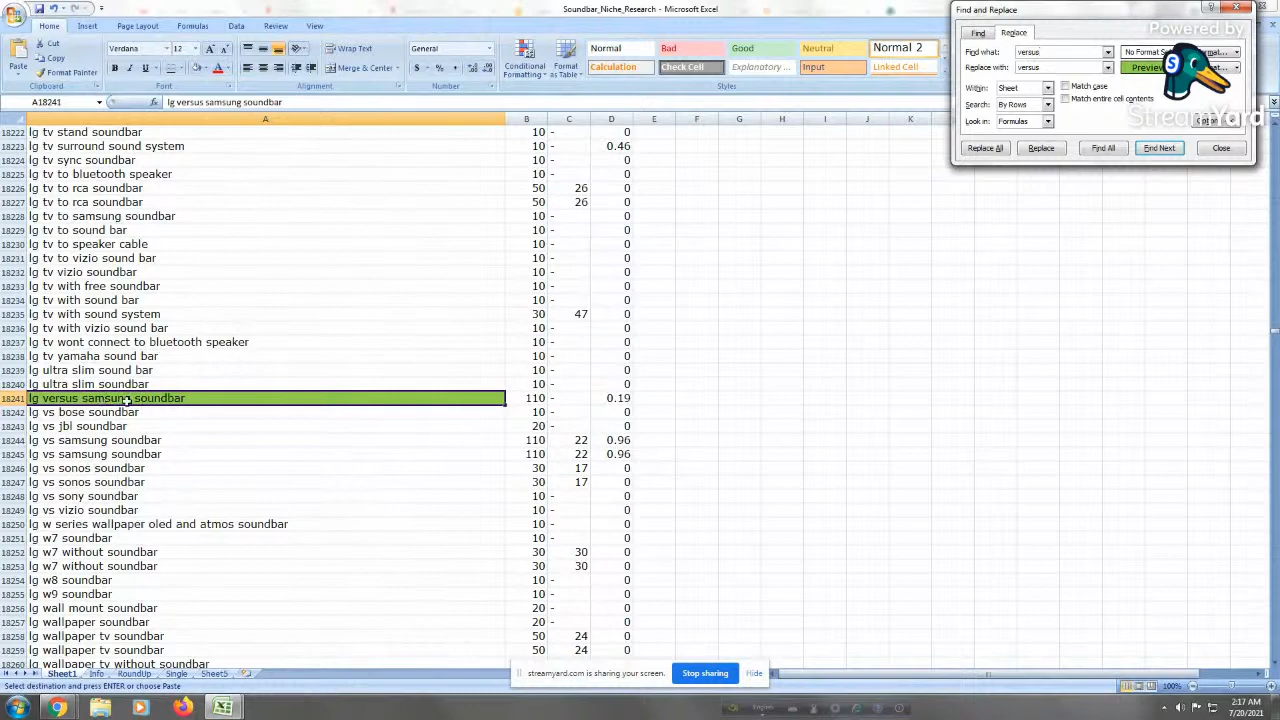 Soundbar_Niche_Research - Microsoft Excel
Home Insert Page Layout Formulas Data Review View
Paste Cut Copy Format Painter
Clipboard
Verdana 12
Font
Wrap Text
Merge & Center
Alignment
General
Number
Conditional Formatting Format as Table
Normal Bad Good Neutral Normal 2
Calculation Check Cell Explanatory ... Input Linked Cell
Styles
Find and Replace
Find Replace
Find what: versus No Format Set
Replace with: versus Preview
Within: Sheet Match case
Search: By Rows Match entire cell contents
Look in: Formulas
Replace All Replace Find All Find Next Close
Powered by
StreamYard
A18241 lg versus samsung soundbar
A B C D E F G H I J K
18222 lg tv stand soundbar 10 - 0
18223 lg tv surround sound system 10 - 0.46
18224 lg tv sync soundbar 10 - 0
18225 lg tv to bluetooth speaker 10 - 0
18226 lg tv to rca soundbar 50 26 0
18227 lg tv to rca soundbar 50 26 0
18228 lg tv to samsung soundbar 10 - 0
18229 lg tv to sound bar 10 - 0
18230 lg tv to speaker cable 10 - 0
18231 lg tv to vizio sound bar 10 - 0
18232 lg tv vizio soundbar 10 - 0
18233 lg tv with free soundbar 10 - 0
18234 lg tv with sound bar 10 - 0
18235 lg tv with sound system 30 47 0
18236 lg tv with vizio sound bar 10 - 0
18237 lg tv wont connect to bluetooth speaker 10 - 0
18238 lg tv yamaha sound bar 10 - 0
18239 lg ultra slim sound bar 10 - 0
18240 lg ultra slim soundbar 10 - 0
18241 lg versus samsung soundbar 110 - 0.19
18242 lg vs bose soundbar 10 - 0
18243 lg vs jbl soundbar 20 - 0
18244 lg vs samsung soundbar 110 22 0.96
18245 lg vs samsung soundbar 110 22 0.96
18246 lg vs sonos soundbar 30 17 0
18247 lg vs sonos soundbar 30 17 0
18248 lg vs sony soundbar 10 - 0
18249 lg vs vizio soundbar 10 - 0
18250 lg w series wallpaper oled and atmos soundbar 10 - 0
18251 lg w7 soundbar 10 - 0
18252 lg w7 without soundbar 30 30 0
18253 lg w7 without soundbar 30 30 0
18254 lg w8 soundbar 10 - 0
18255 lg w9 soundbar 10 - 0
18256 lg wall mount soundbar 20 - 0
18257 lg wallpaper soundbar 20 - 0
18258 lg wallpaper tv soundbar 50 24 0
18259 lg wallpaper tv soundbar 50 24 0
18260 lg wallpaper tv without soundbar
Sheet1 Info RoundUp Single Sheet5
streamyard.com is sharing your screen. Stop sharing Hide
Select destination and press ENTER or choose Paste
100%
2:17 AM
7/20/2021